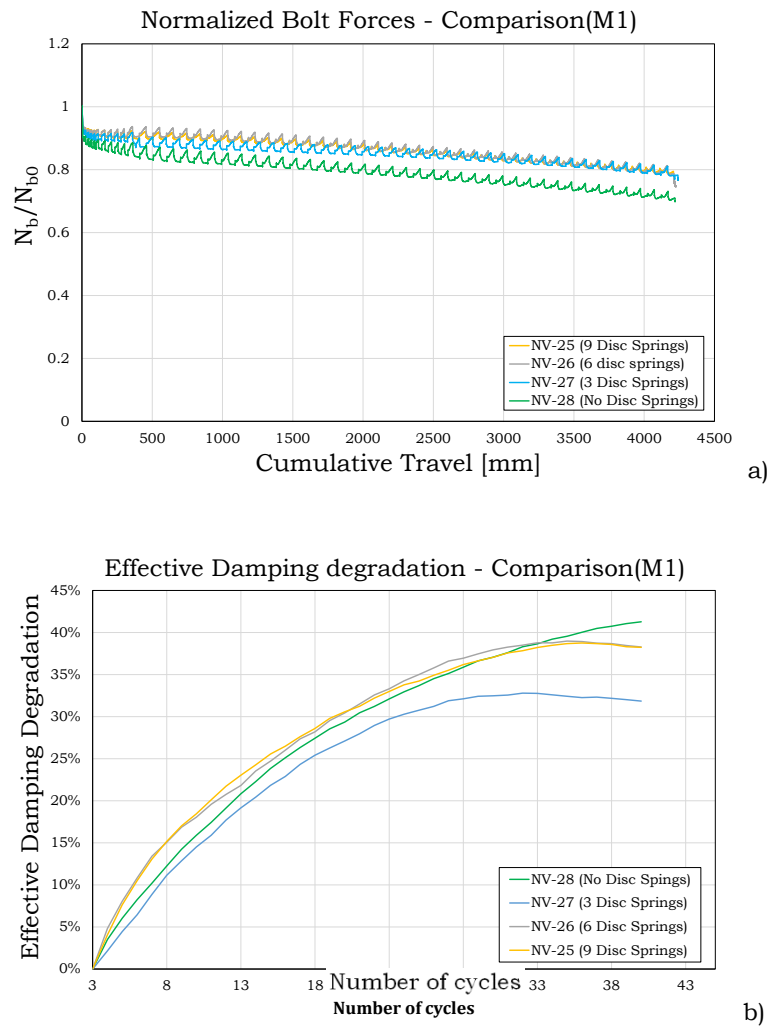 Normalized Bolt Forces - Comparison(M1)
1.2
1
0.8
0.6
0.4
0.2
0
N_b/N_b0
NV-25 (9 Disc Springs)
NV-26 (6 disc springs)
NV-27 (3 Disc Springs)
NV-28 (No Disc Springs)
0 500 1000 1500 2000 2500 3000 3500 4000 4500
Cumulative Travel [mm]
a)
Effective Damping degradation - Comparison(M1)
45%
40%
35%
30%
25%
20%
15%
10%
5%
0%
Effective Damping Degradation
NV-28 (No Disc Spings)
NV-27 (3 Disc Springs)
NV-26 (6 Disc Springs)
NV-25 (9 Disc Springs)
3 8 13 18 33 43
Number of cycles
Number of cycles
b)